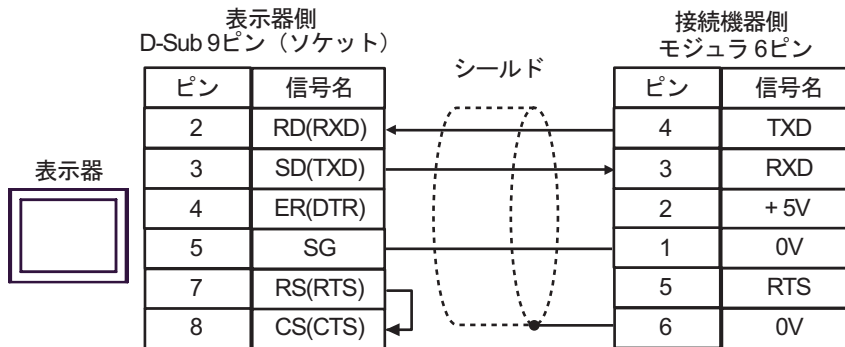 表示器側
D-Sub 9ピン（ソケット）
接続機器側
モジュラ 6ピン
シールド
ピン 信号名 ピン 信号名
2 RD(RXD) 4 TXD
3 SD(TXD) 3 RXD
表示器
4 ER(DTR) 2 +5V
5 SG 1 0V
7 RS(RTS) 5 RTS
8 CS(CTS) 6 0V